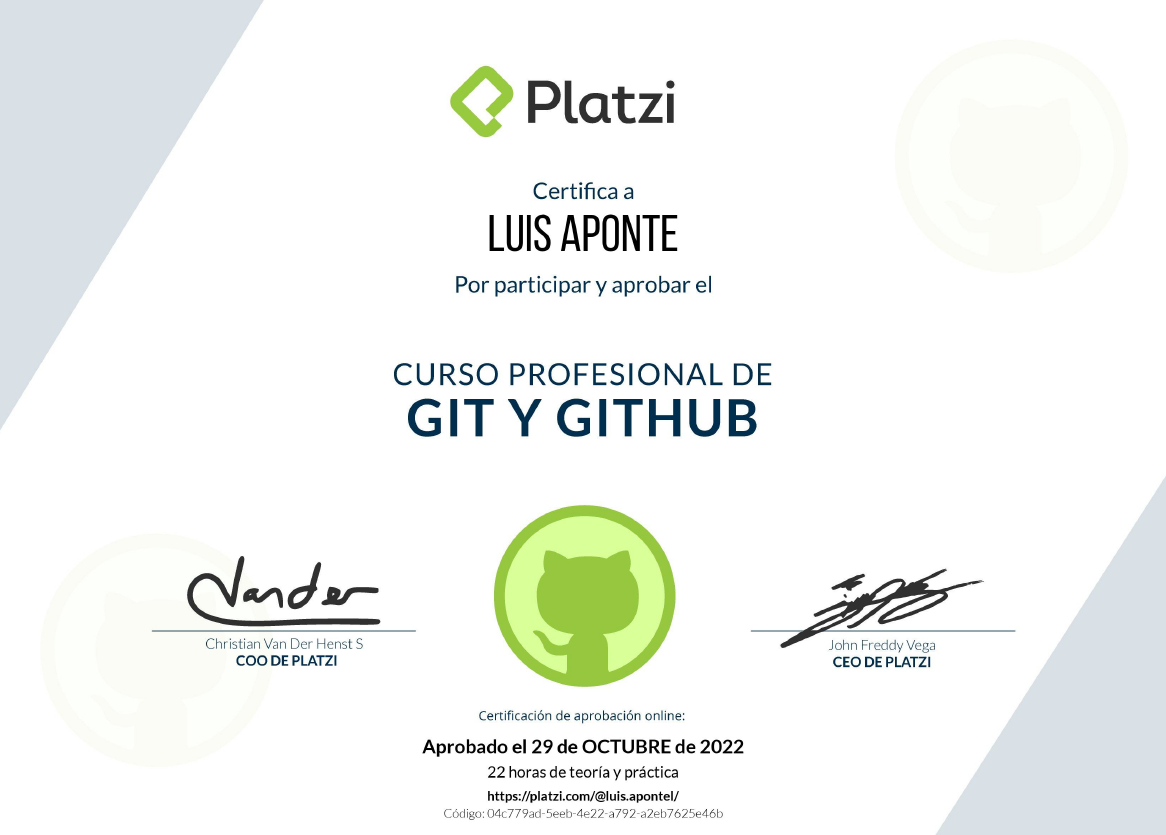 Platzi
Certifica a
LUIS APONTE
Por participar y aprobar el
CURSO PROFESIONAL DE
GIT Y GITHUB
Vander
Christian Van Der Henst S
COO DE PLATZI
John Freddy Vega
CEO DE PLATZI
Certificación de aprobación online:
Aprobado el 29 de OCTUBRE de 2022
22 horas de teoría y práctica
https://platzi.com/@luis.apontel/
Código: 04c779ad-5eeb-4e22-a792-a2eb7625e46b